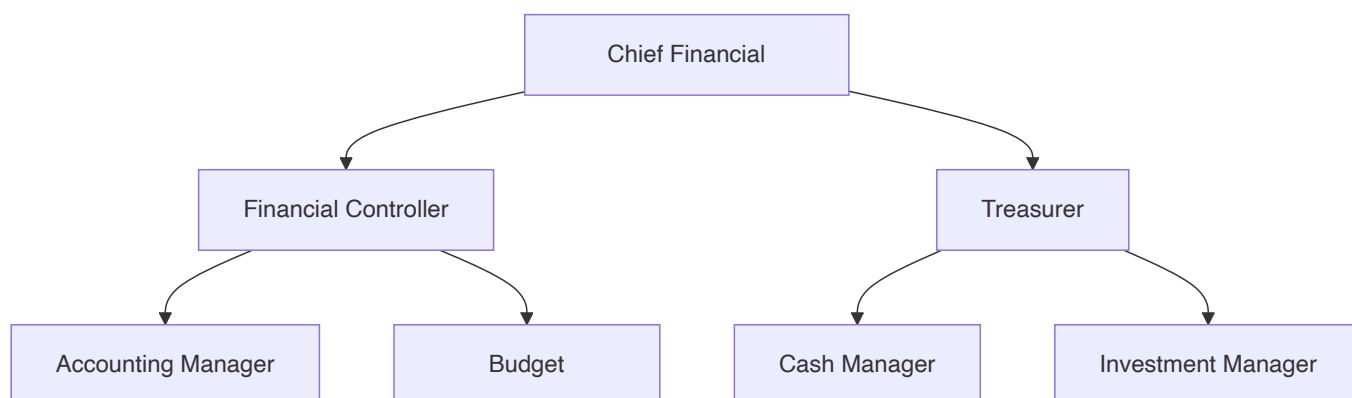 Chief Financial
Financial Controller
Treasurer
Accounting Manager
Budget
Cash Manager
Investment Manager